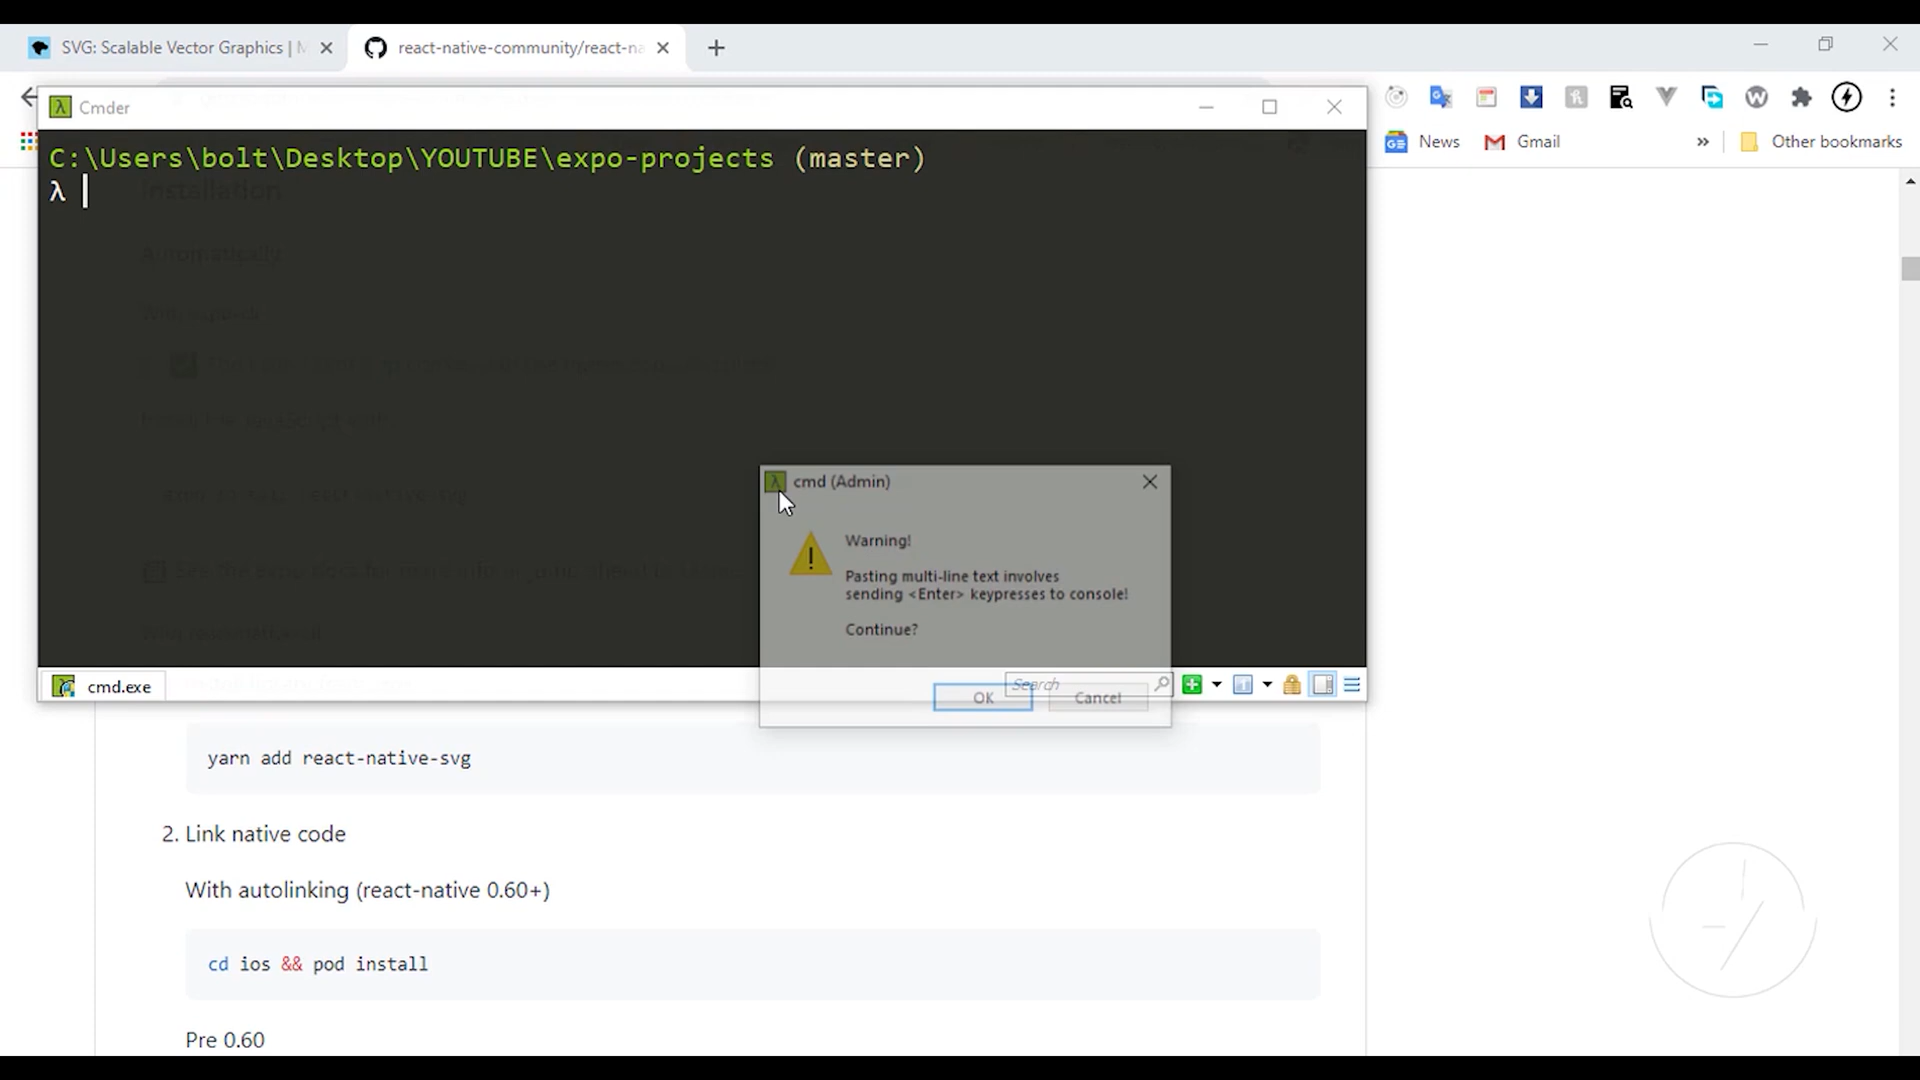 SVG: Scalable Vector Graphics | M
react-native-community/react-na
Cmder
News
Gmail
»
Other bookmarks
C:\Users\bolt\Desktop\YOUTUBE\expo-projects (master)
λ
Installation
Automatically
cmd (Admin)
Warning!
Pasting multi-line text involves
sending <Enter> keypresses to console!
Continue?
Search
OK
Cancel
cmd.exe
yarn add react-native-svg
2. Link native code
With autolinking (react-native 0.60+)
cd ios && pod install
Pre 0.60